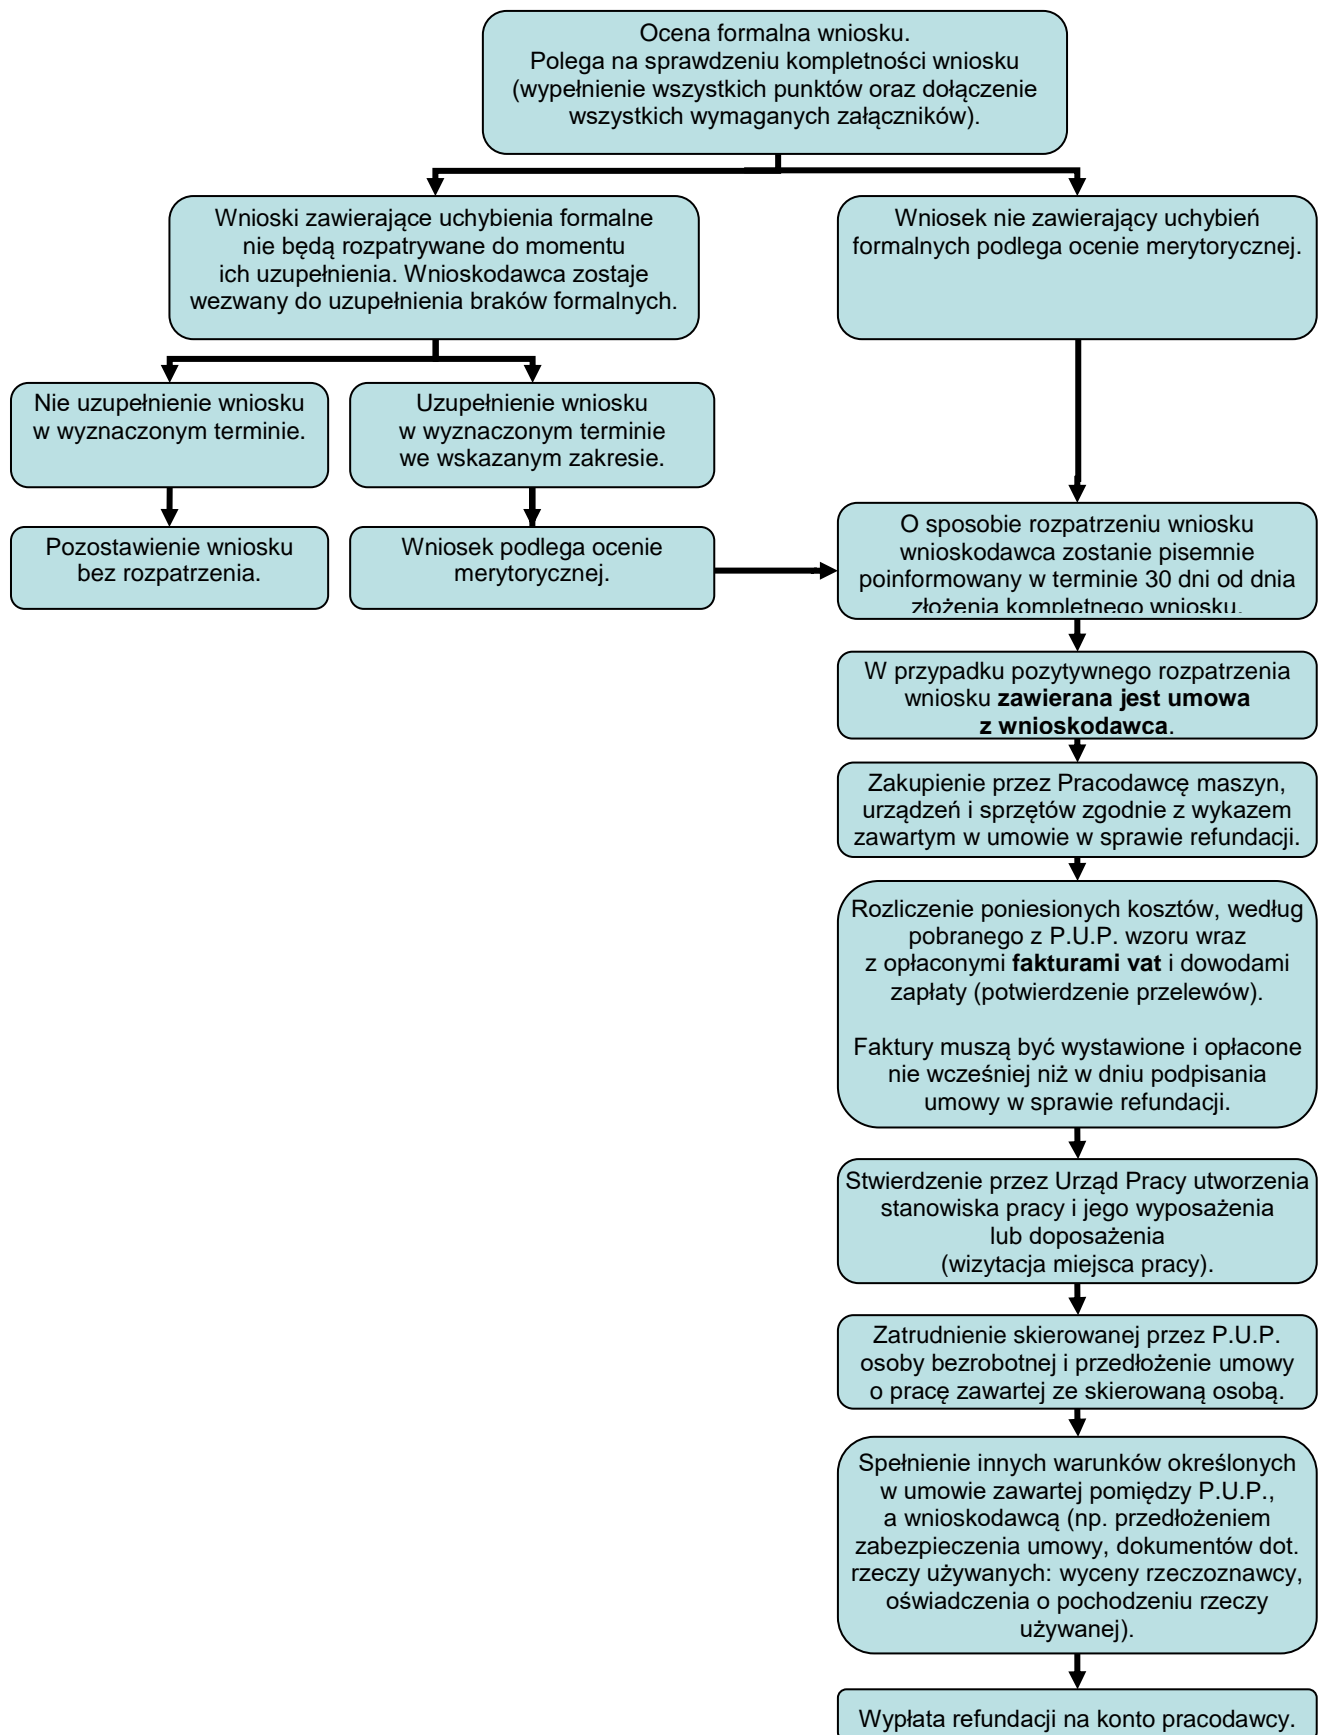 Ocena formalna wniosku.
Polega na sprawdzeniu kompletności wniosku
(wypełnienie wszystkich punktów oraz dołączenie
wszystkich wymaganych załączników).
Wnioski zawierające uchybienia formalne
nie będą rozpatrywane do momentu
ich uzupełnienia. Wnioskodawca zostaje
wezwany do uzupełnienia braków formalnych.
Wniosek nie zawierający uchybień
formalnych podlega ocenie merytorycznej.
Nie uzupełnienie wniosku
w wyznaczonym terminie.
Uzupełnienie wniosku
w wyznaczonym terminie
we wskazanym zakresie.
Pozostawienie wniosku
bez rozpatrzenia.
Wniosek podlega ocenie
merytorycznej.
O sposobie rozpatrzeniu wniosku
wnioskodawca zostanie pisemnie
poinformowany w terminie 30 dni od dnia
złożenia kompletnego wniosku.
W przypadku pozytywnego rozpatrzenia
wniosku zawierana jest umowa
z wnioskodawca.
Zakupienie przez Pracodawcę maszyn,
urządzeń i sprzętów zgodnie z wykazem
zawartym w umowie w sprawie refundacji.
Rozliczenie poniesionych kosztów, według
pobranego z P.U.P. wzoru wraz
z opłaconymi fakturami vat i dowodami
zapłaty (potwierdzenie przelewów).
Faktury muszą być wystawione i opłacone
nie wcześniej niż w dniu podpisania
umowy w sprawie refundacji.
Stwierdzenie przez Urząd Pracy utworzenia
stanowiska pracy i jego wyposażenia
lub doposażenia
(wizytacja miejsca pracy).
Zatrudnienie skierowanej przez P.U.P.
osoby bezrobotnej i przedłożenie umowy
o pracę zawartej ze skierowaną osobą.
Spełnienie innych warunków określonych
w umowie zawartej pomiędzy P.U.P.,
a wnioskodawcą (np. przedłożeniem
zabezpieczenia umowy, dokumentów dot.
rzeczy używanych: wyceny rzeczoznawcy,
oświadczenia o pochodzeniu rzeczy
używanej).
Wypłata refundacji na konto pracodawcy.